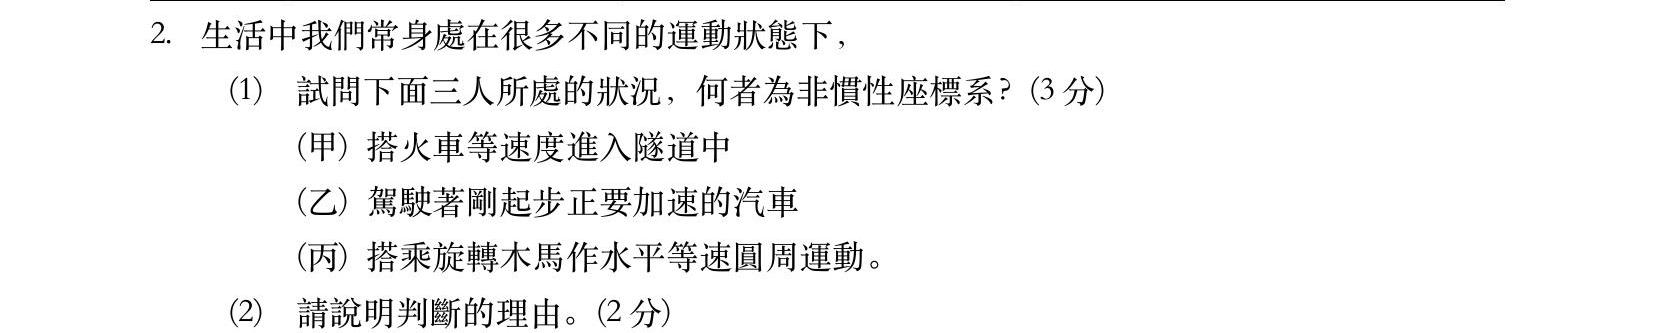 2. 生活中我們常身處在很多不同的運動狀態下,
(1) 試問下面三人所處的狀況, 何者為非慣性座標系? (3 分)
(甲) 搭火車等速度進入隧道中
(乙) 駕駛著剛起步正要加速的汽車
(丙) 搭乘旋轉木馬作水平等速圓周運動。
(2) 請說明判斷的理由。(2 分)